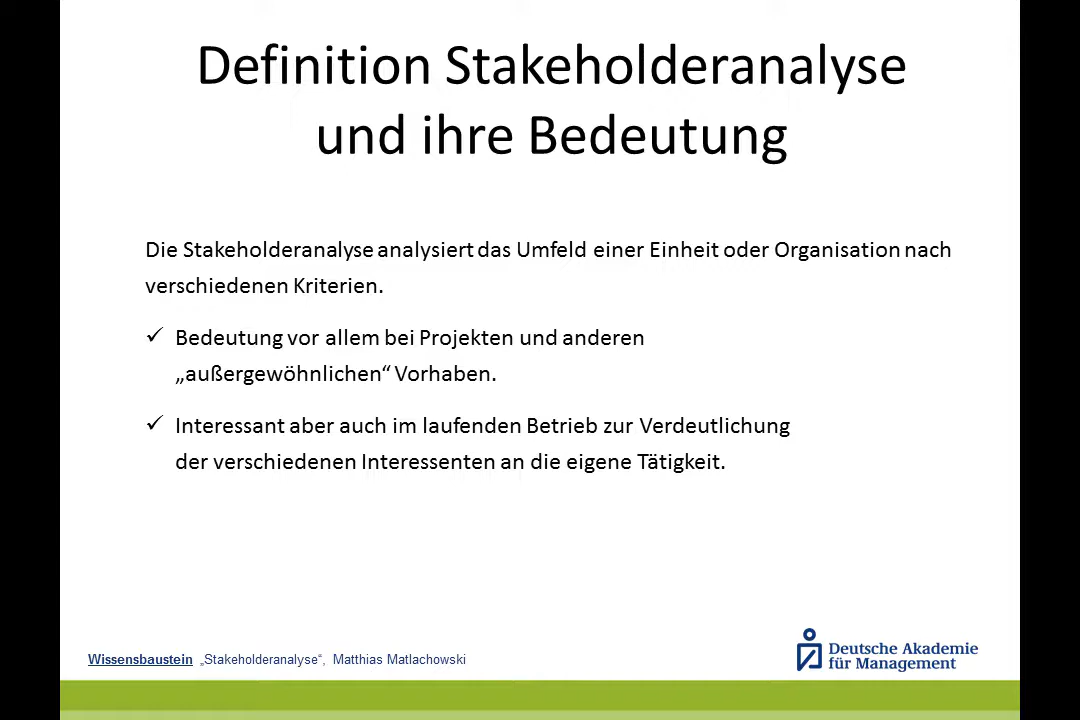 Definition Stakeholderanalyse
und ihre Bedeutung
Die Stakeholderanalyse analysiert das Umfeld einer Einheit oder Organisation nach
verschiedenen Kriterien.
✓ Bedeutung vor allem bei Projekten und anderen
„außergewöhnlichen“ Vorhaben.
✓ Interessant aber auch im laufenden Betrieb zur Verdeutlichung
der verschiedenen Interessenten an die eigene Tätigkeit.
Wissensbaustein „Stakeholderanalyse“, Matthias Matlachowski
Deutsche Akademie
für Management